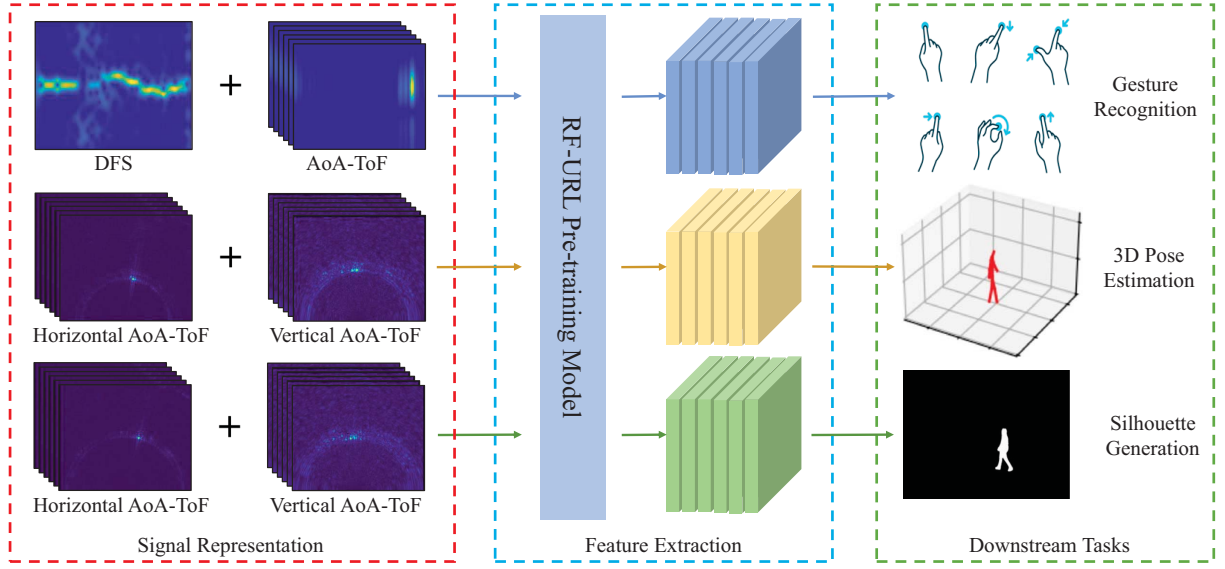 DFS
+
AoA-ToF
Horizontal AoA-ToF
+
Vertical AoA-ToF
Horizontal AoA-ToF
+
Vertical AoA-ToF
Signal Representation
RF-URL Pre-training Model
Feature Extraction
Gesture
Recognition
3D Pose
Estimation
Silhouette
Generation
Downstream Tasks